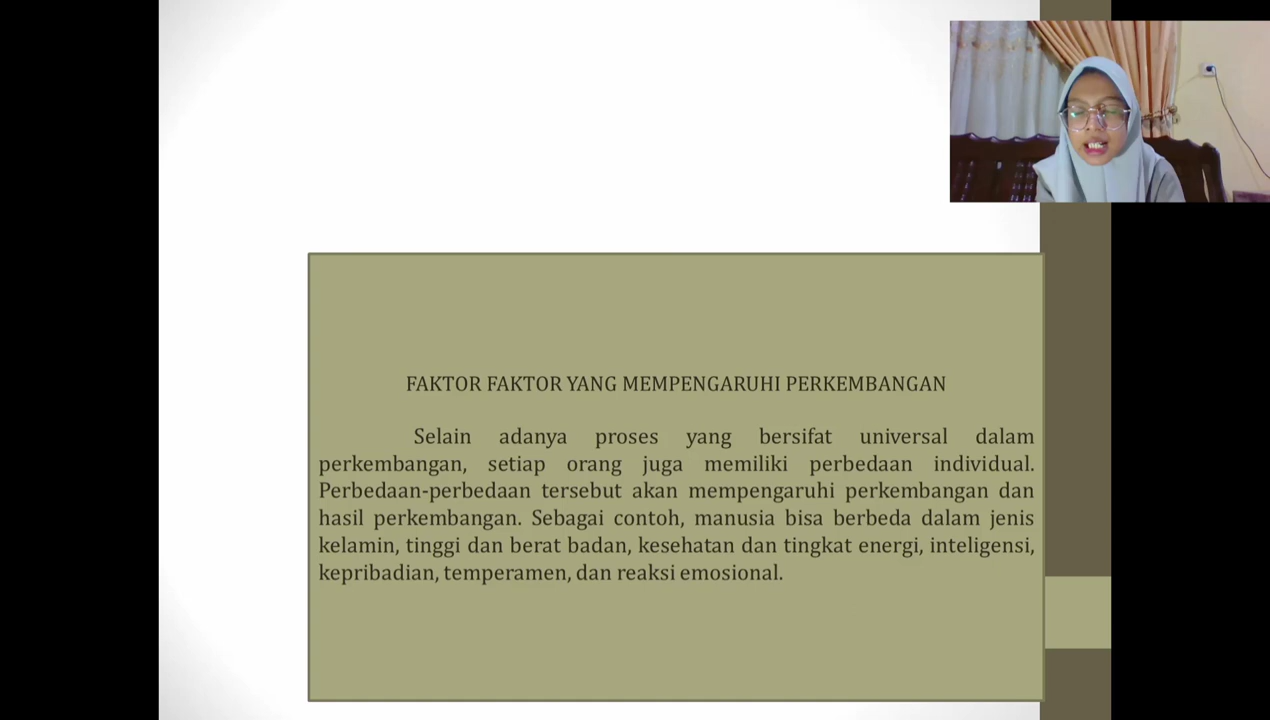 FAKTOR FAKTOR YANG MEMPENGARUHI PERKEMBANGAN
Selain adanya proses yang bersifat universal dalam
perkembangan, setiap orang juga memiliki perbedaan individual.
Perbedaan-perbedaan tersebut akan mempengaruhi perkembangan dan
hasil perkembangan. Sebagai contoh, manusia bisa berbeda dalam jenis
kelamin, tinggi dan berat badan, kesehatan dan tingkat energi, inteligensi,
kepribadian, temperamen, dan reaksi emosional.